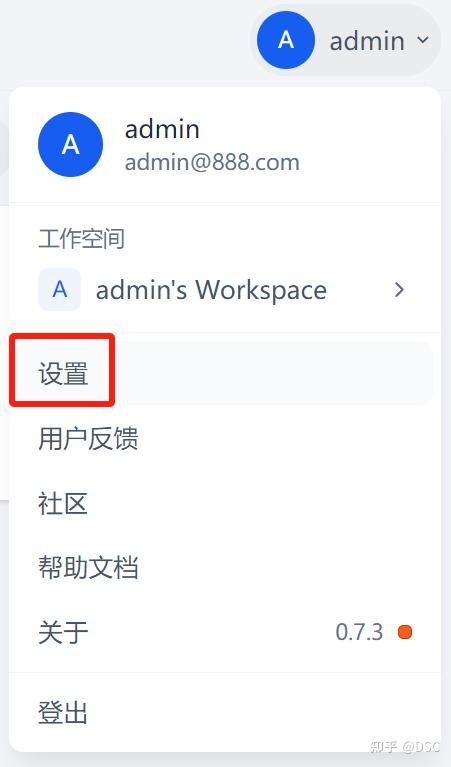 A admin
A admin
admin@888.com
工作空间
A admin's Workspace
设置
用户反馈
社区
帮助文档
关于 0.7.3
登出
知乎 @DSC